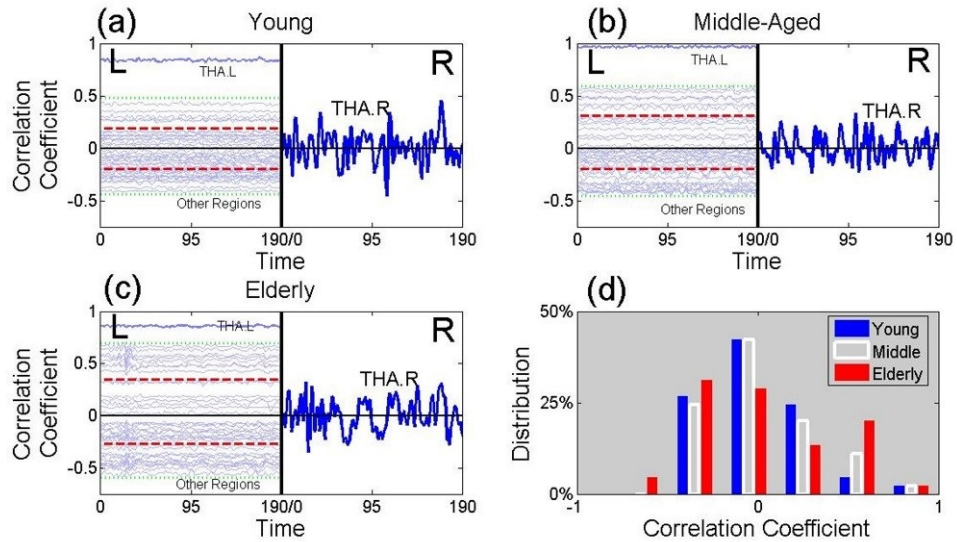 (a) Young
1
L
R
THA.L
0.5
THA.R
0
-0.5
Other Regions
Correlation
Coefficient
0 95 190/0 95 190
Time Time
(b) Middle-Aged
1
L
R
THA.L
0.5
THA.R
0
-0.5
Other Regions
Correlation
Coefficient
0 95 190/0 95 190
Time Time
(c) Elderly
1
L
R
THA.L
0.5
THA.R
0
-0.5
Other Regions
Correlation
Coefficient
0 95 190/0 95 190
Time Time
(d)
50%
Young
Middle
Elderly
25%
0%
Distribution
-1 0 1
Correlation Coefficient